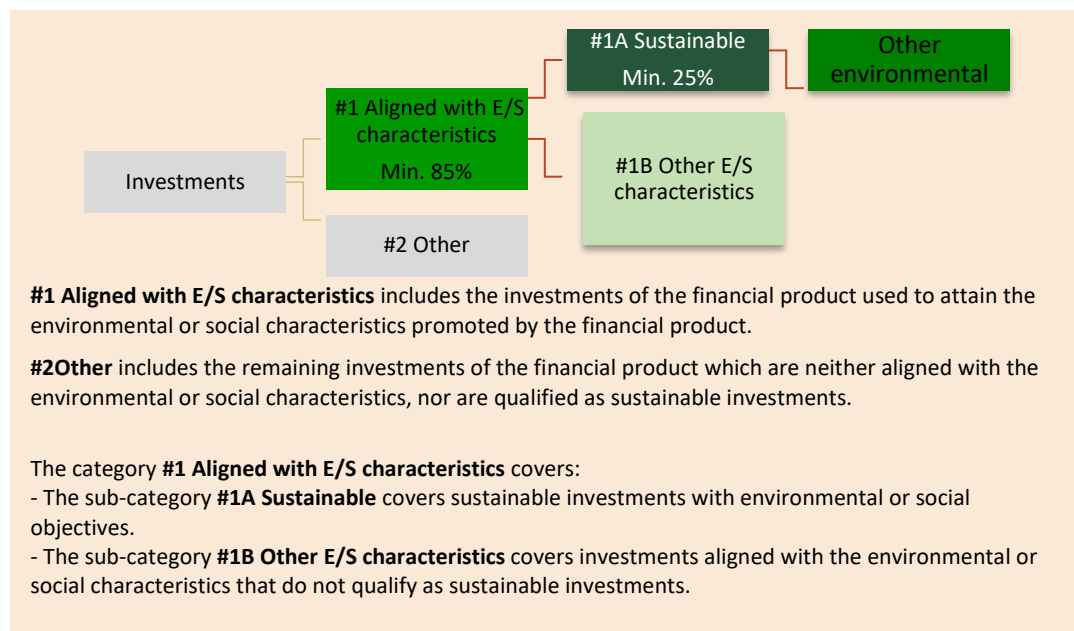 #1A Sustainable
Min. 25%
Other
environmental
#1 Aligned with E/S
characteristics
Min. 85%
#1B Other E/S
characteristics
Investments
#2 Other
#1 Aligned with E/S characteristics includes the investments of the financial product used to attain the
environmental or social characteristics promoted by the financial product.
#2Other includes the remaining investments of the financial product which are neither aligned with the
environmental or social characteristics, nor are qualified as sustainable investments.
The category #1 Aligned with E/S characteristics covers:
- The sub-category #1A Sustainable covers sustainable investments with environmental or social
objectives.
- The sub-category #1B Other E/S characteristics covers investments aligned with the environmental or
social characteristics that do not qualify as sustainable investments.